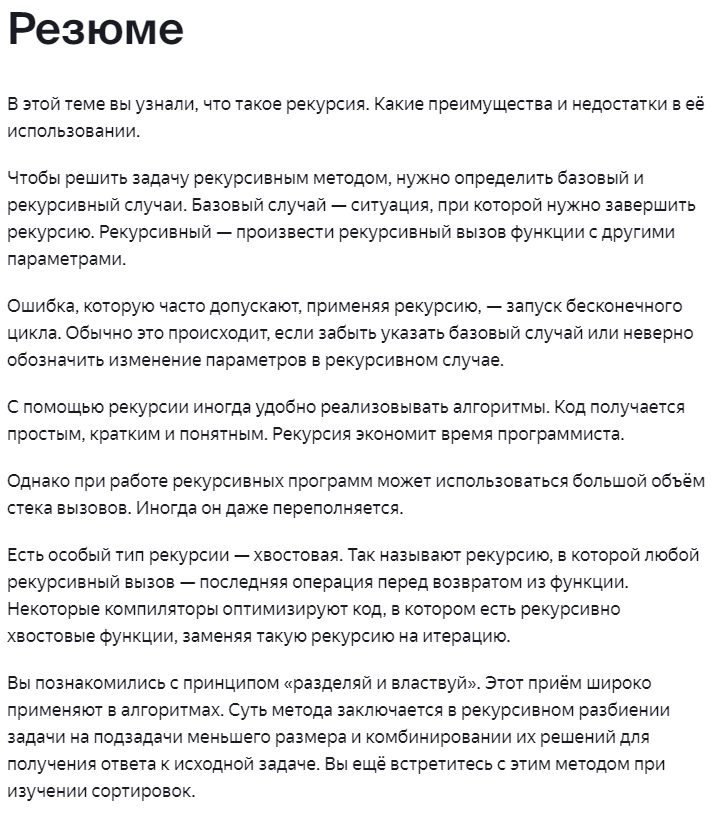 Резюме
В этой теме вы узнали, что такое рекурсия. Какие преимущества и недостатки в её
использовании.
Чтобы решить задачу рекурсивным методом, нужно определить базовый и
рекурсивный случаи. Базовый случай — ситуация, при которой нужно завершить
рекурсию. Рекурсивный — произвести рекурсивный вызов функции с другими
параметрами.
Ошибка, которую часто допускают, применяя рекурсию, — запуск бесконечного
цикла. Обычно это происходит, если забыть указать базовый случай или неверно
обозначить изменение параметров в рекурсивном случае.
С помощью рекурсии иногда удобно реализовывать алгоритмы. Код получается
простым, кратким и понятным. Рекурсия экономит время программиста.
Однако при работе рекурсивных программ может использоваться большой объём
стека вызовов. Иногда он даже переполняется.
Есть особый тип рекурсии — хвостовая. Так называют рекурсию, в которой любой
рекурсивный вызов — последняя операция перед возвратом из функции.
Некоторые компиляторы оптимизируют код, в котором есть рекурсивно
хвостовые функции, заменяя такую рекурсию на итерацию.
Вы познакомились с принципом «разделяй и властвуй». Этот приём широко
применяют в алгоритмах. Суть метода заключается в рекурсивном разбиении
задачи на подзадачи меньшего размера и комбинировании их решений для
получения ответа к исходной задаче. Вы ещё встретитесь с этим методом при
изучении сортировок.